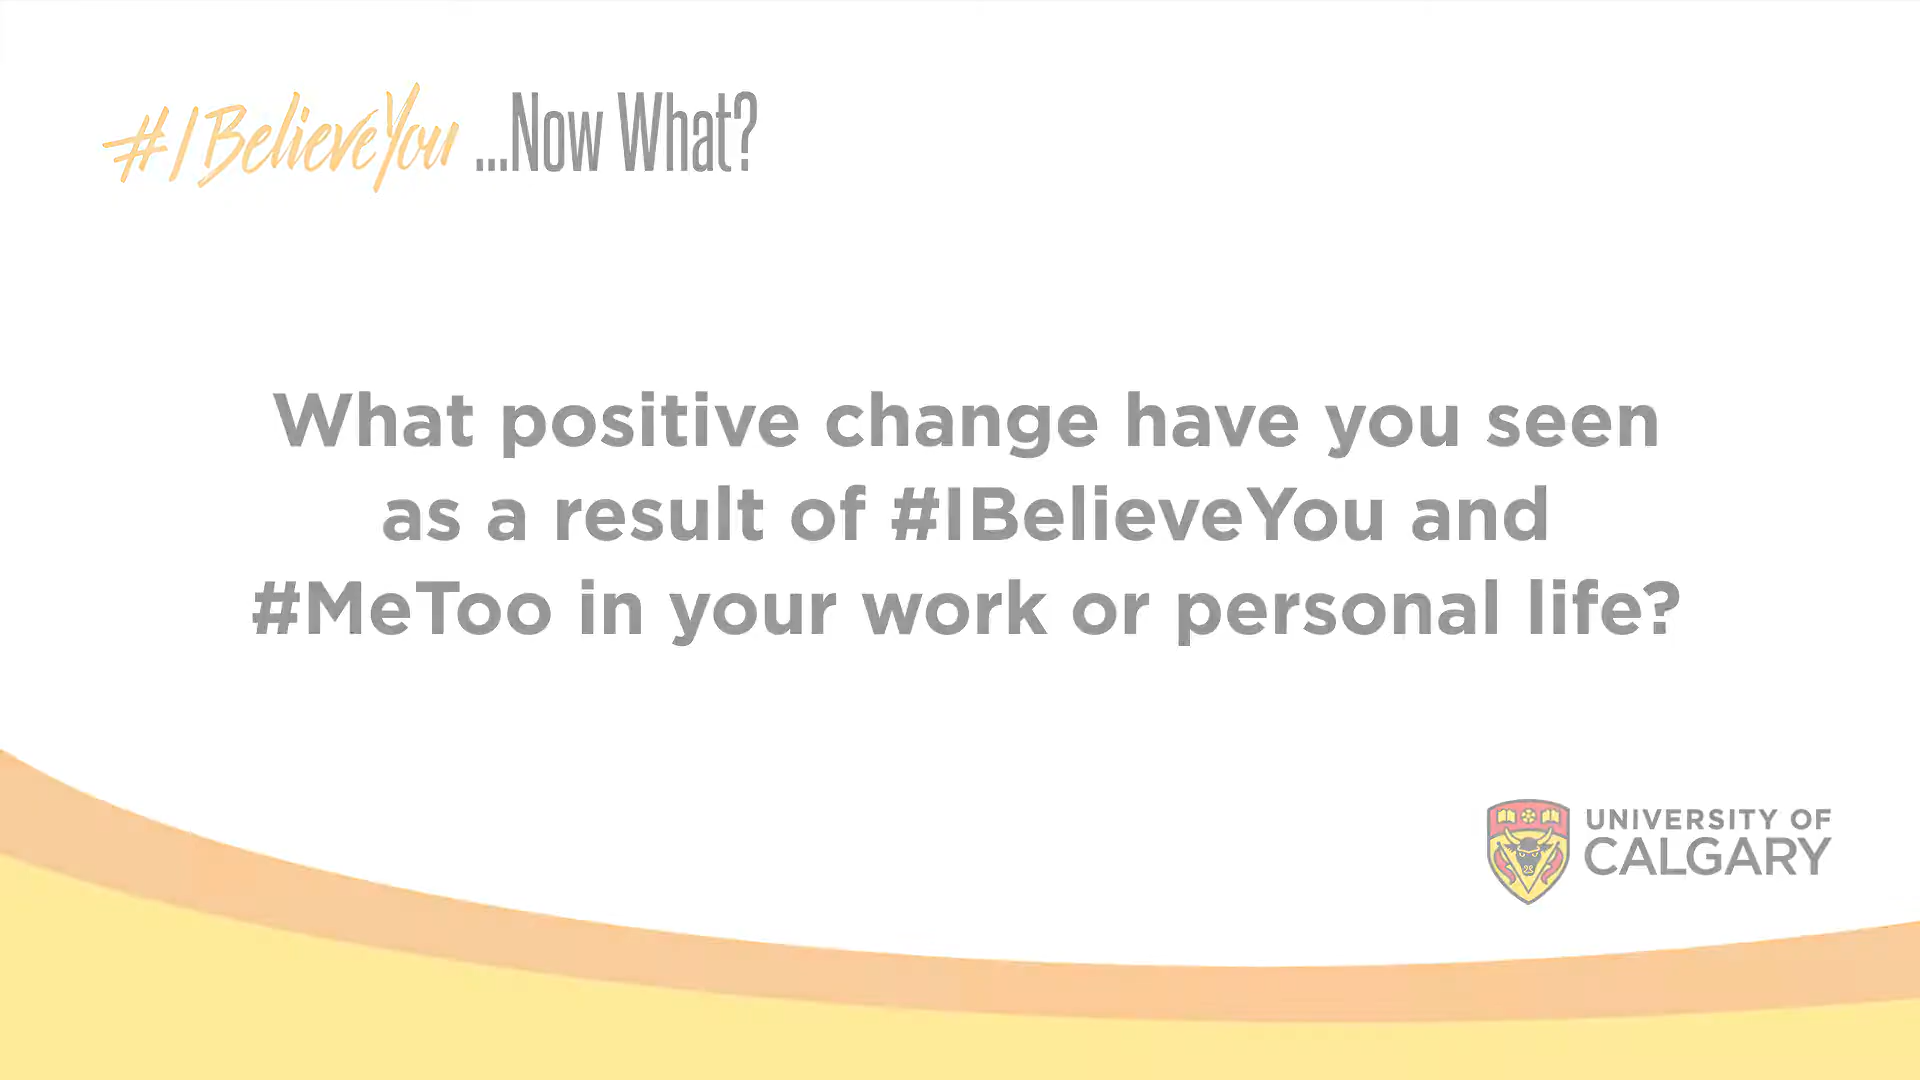 #IBelieveYou ...Now What?
What positive change have you seen
as a result of #IBelieveYou and
#MeToo in your work or personal life?
UNIVERSITY OF
CALGARY